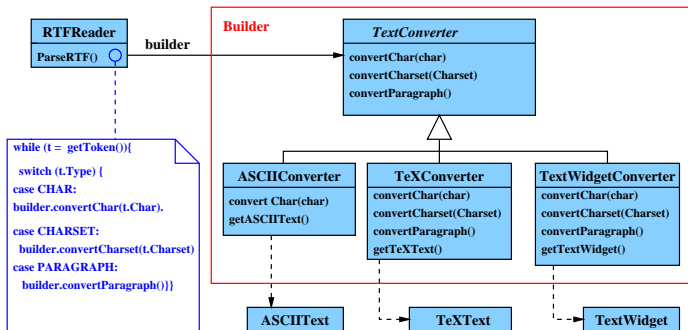 RTFReader
ParseRTF()
builder
Builder
TextConverter
convertChar(char)
convertCharset(Charset)
convertParagraph()
while (t = getToken()){
switch (t.Type) {
case CHAR:
builder.convertChar(t.Char).
case CHARSET:
builder.convertCharset(t.Charset)
case PARAGRAPH:
builder.convertParagraph()}}
ASCIIConverter
convert Char(char)
getASCIIText()
TeXConverter
convertChar(char)
convertCharset(Charset)
convertParagraph()
getTeXText()
TextWidgetConverter
convertChar(char)
convertCharset(Charset)
convertParagraph()
getTextWidget()
ASCIIText
TeXText
TextWidget